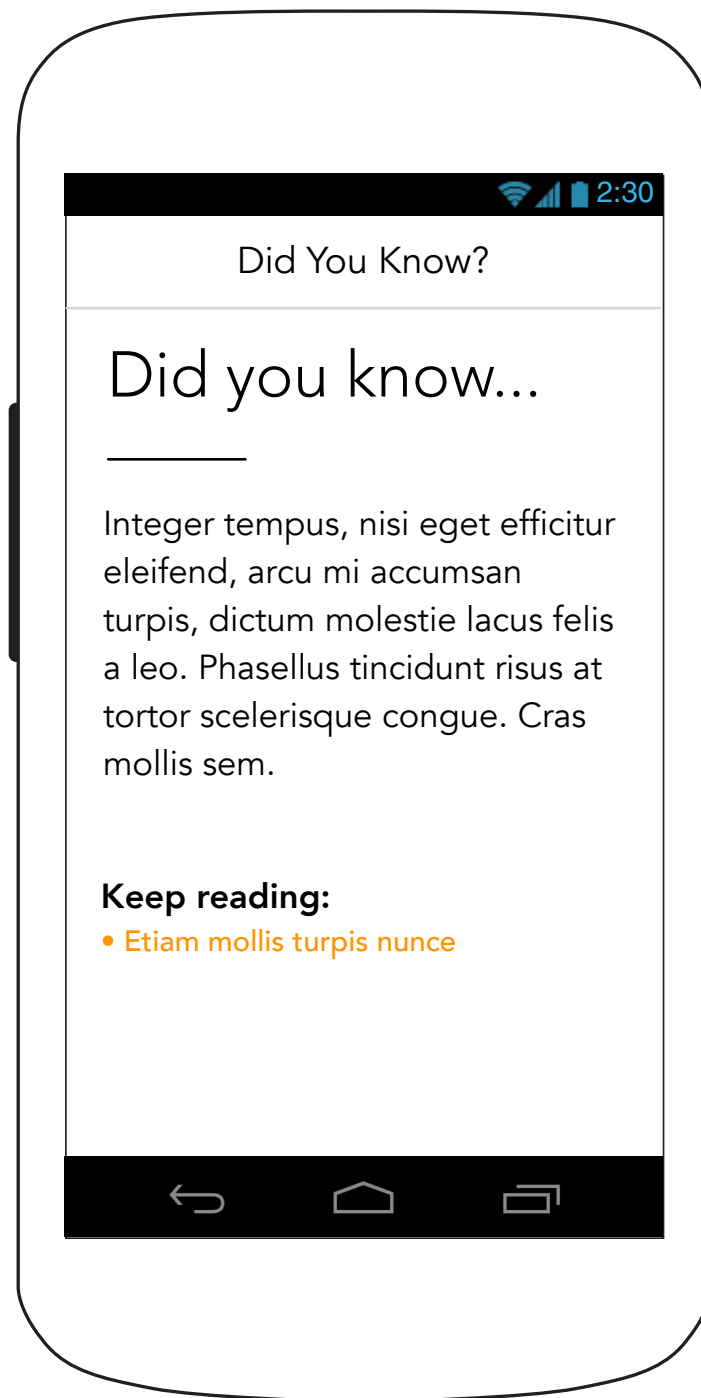 2:30
Did You Know?
Did you know...
Integer tempus, nisi eget efficitur
eleifend, arcu mi accumsan
turpis, dictum molestie lacus felis
a leo. Phasellus tincidunt risus at
tortor scelerisque congue. Cras
mollis sem.
Keep reading:
• Etiam mollis turpis nunce